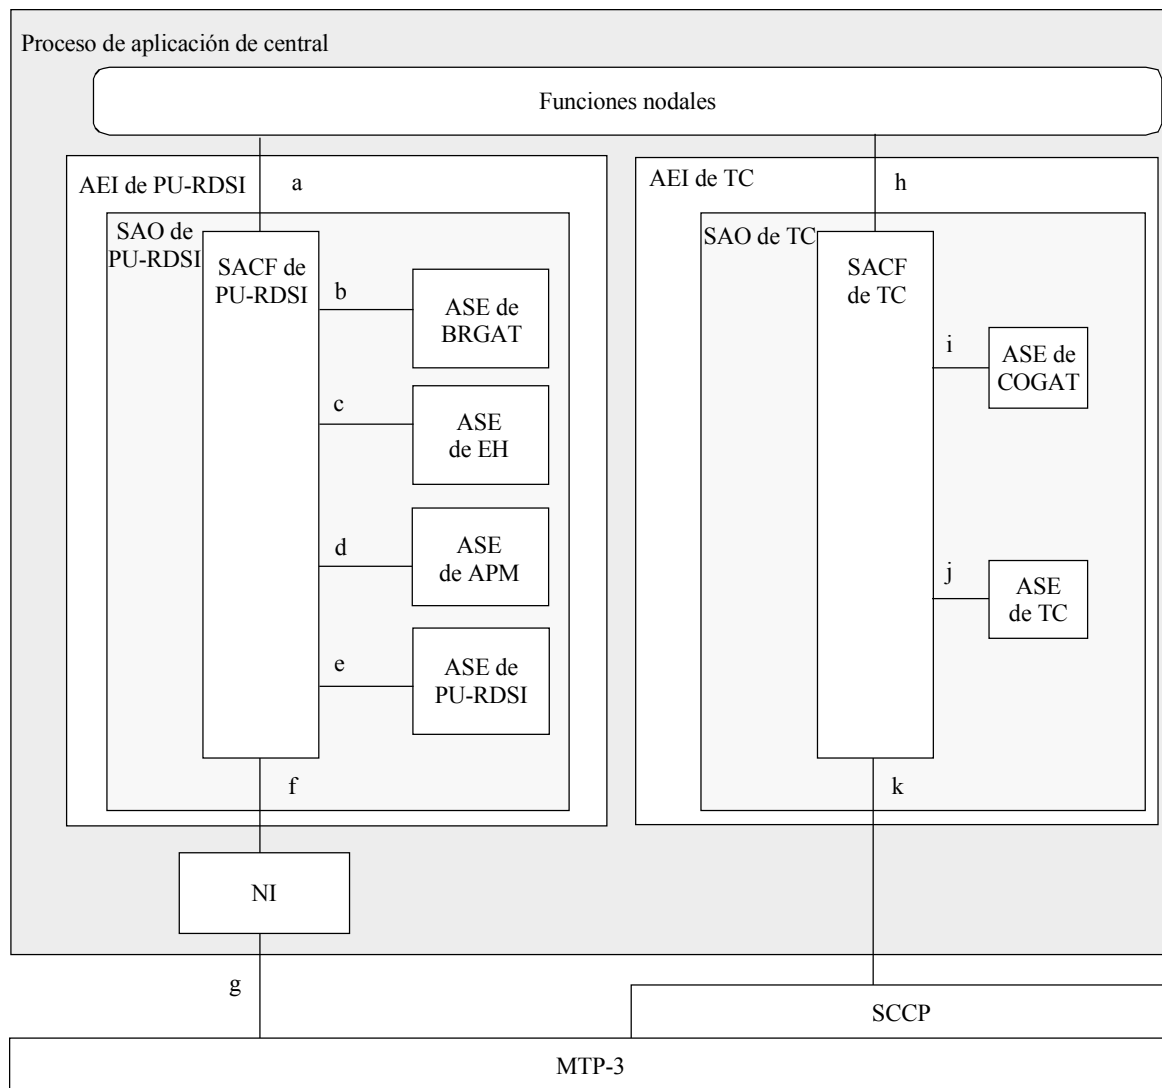 Proceso de aplicación de central
Funciones nodales
AEI de PU-RDSI
a
SAO de
PU-RDSI
SACF de
PU-RDSI
b
ASE de
BRGAT
c
ASE
de EH
d
ASE
de APM
e
ASE de
PU-RDSI
f
NI
g
AEI de TC
h
SAO de TC
SACF
de TC
i
ASE de
COGAT
j
ASE
de TC
k
SCCP
MTP-3